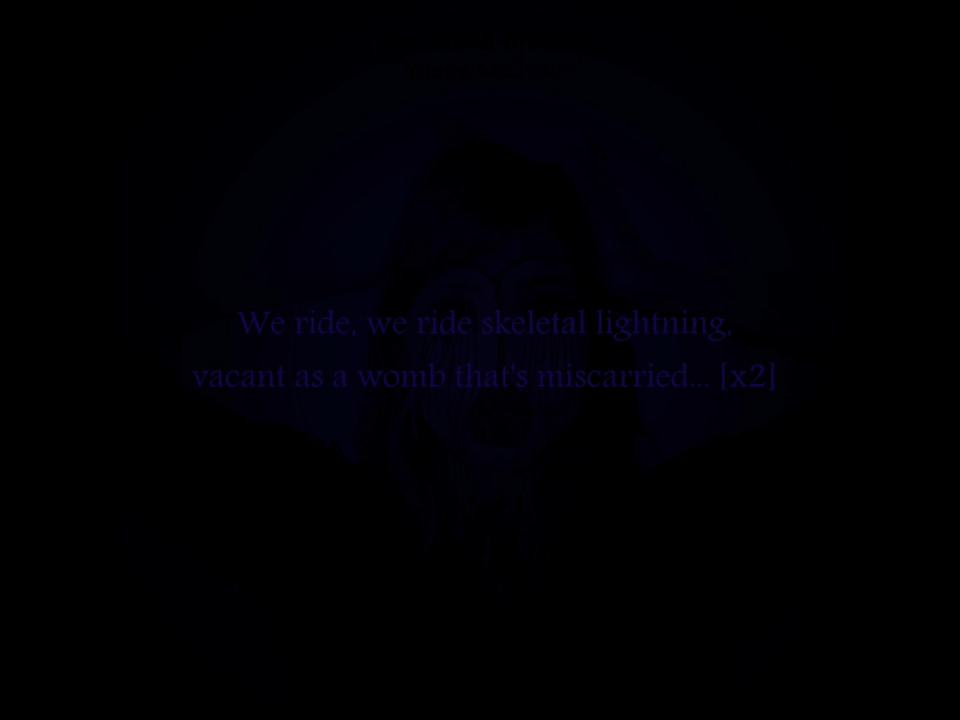 We ride, we ride skeletal lightning,
vacant as a womb that's miscarried... [x2]